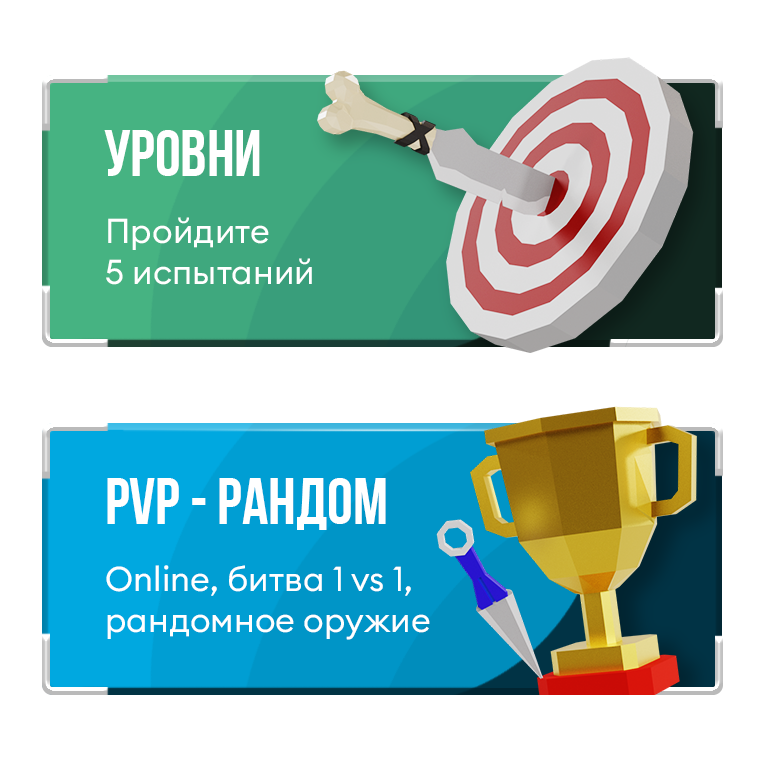 УРОВНИ
Пройдите
5 испытаний
PVP - РАНДОМ
Online, битва 1 vs 1,
рандомное оружие